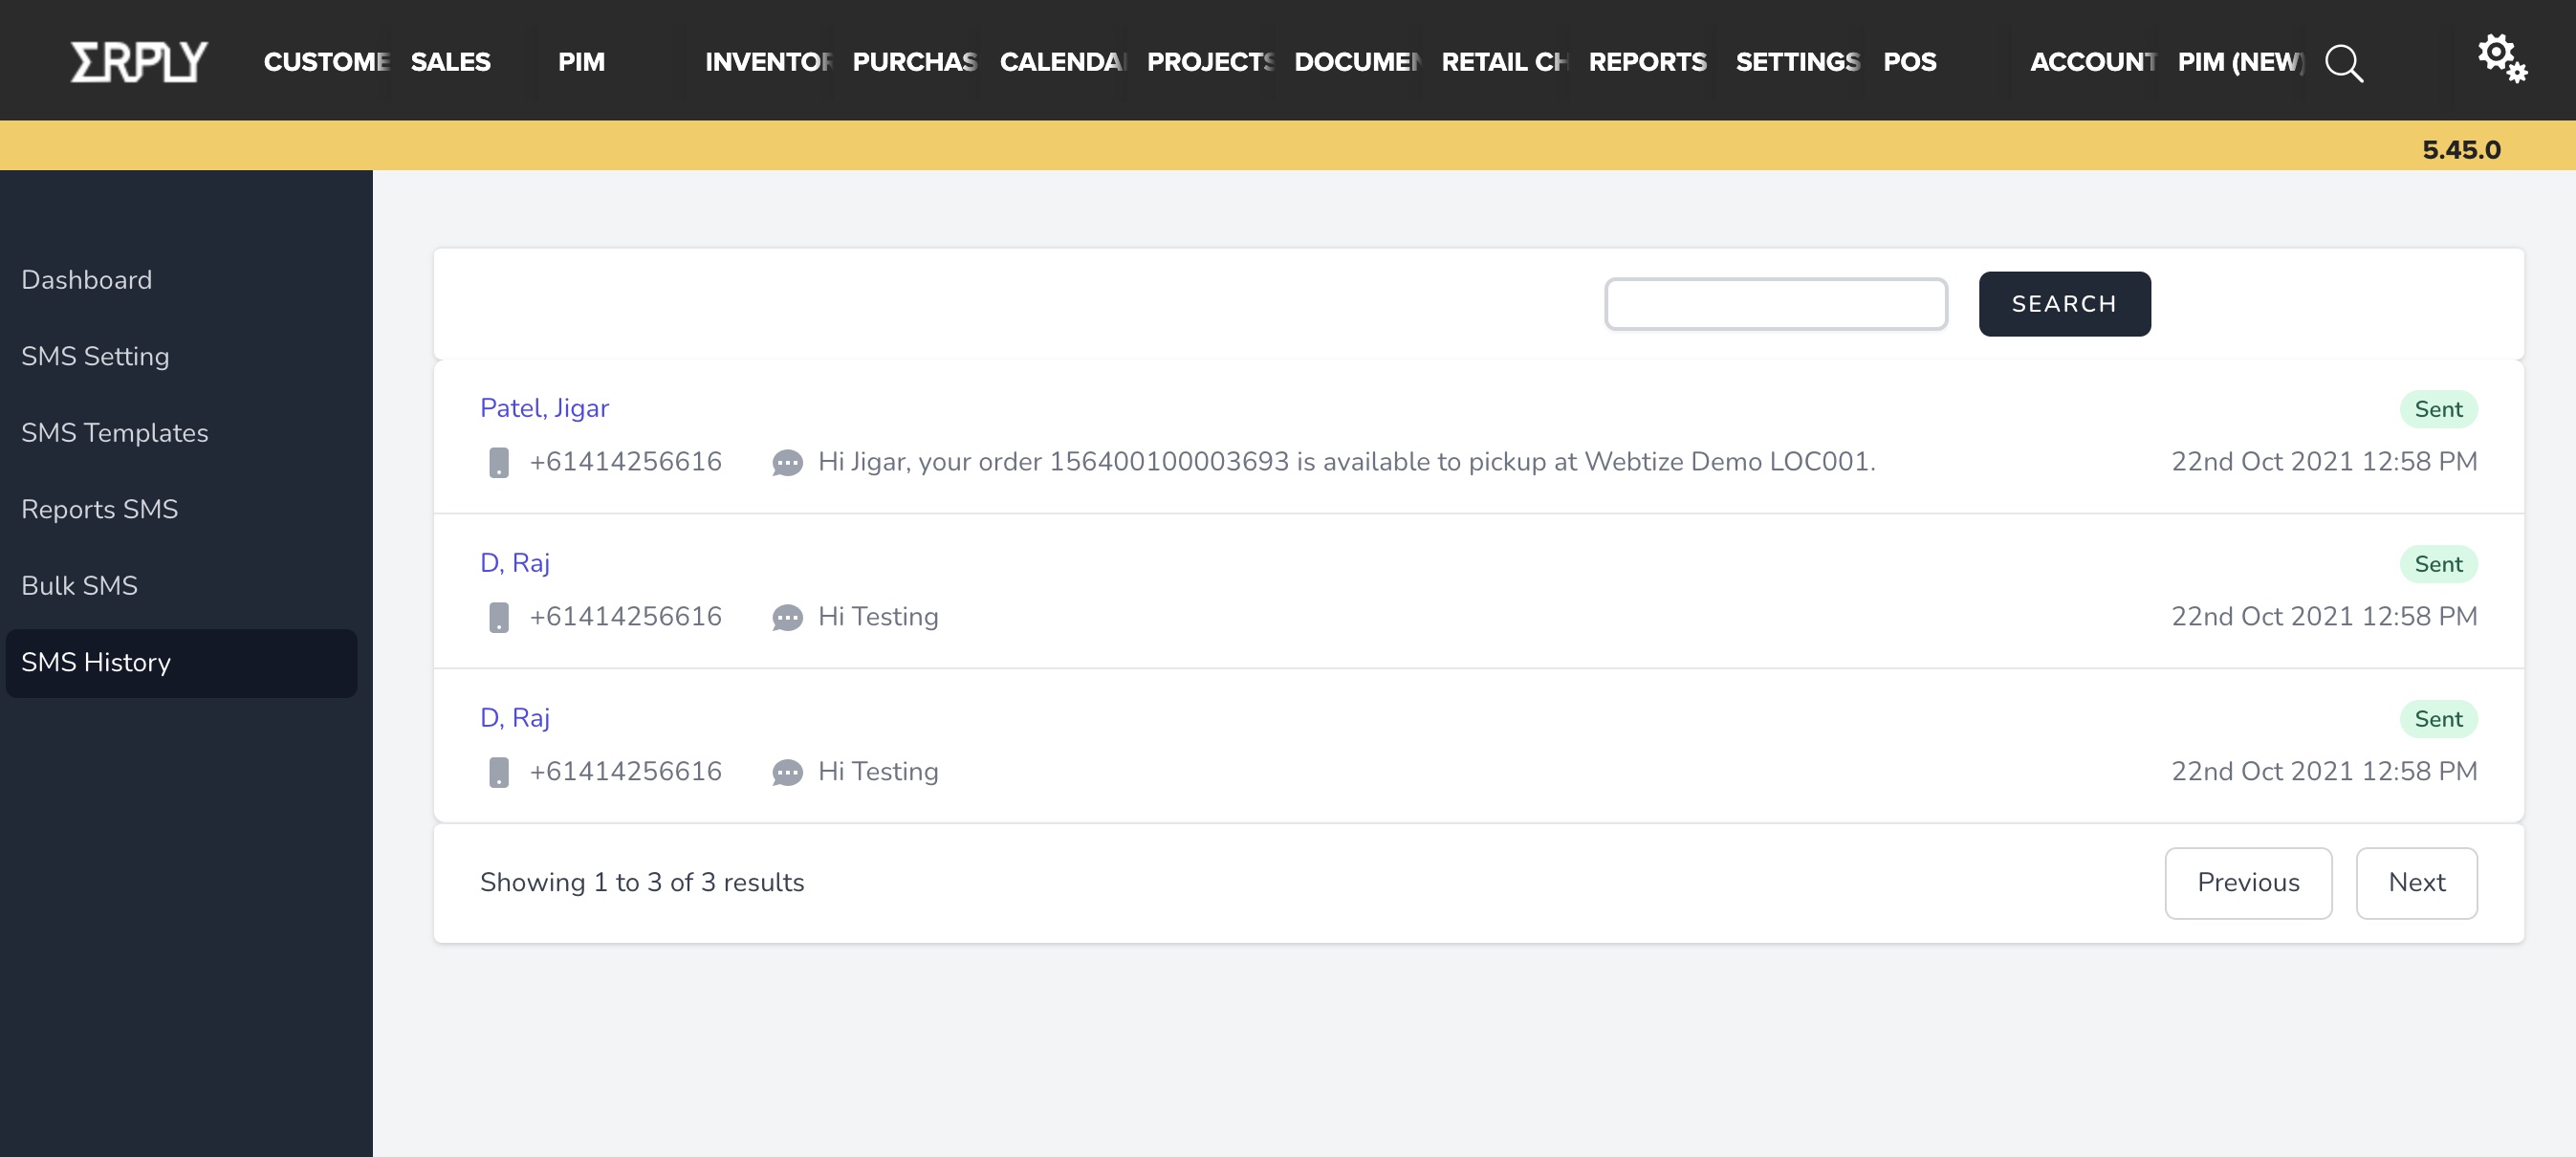 ERPLY CUSTOME SALES PIM INVENTOR PURCHAS CALENDA PROJECTS DOCUMEN RETAIL CH REPORTS SETTINGS POS ACCOUNT PIM (NEW)
5.45.0
Dashboard
SMS Setting
SMS Templates
Reports SMS
Bulk SMS
SMS History
SEARCH
Patel, Jigar Sent
+61414256616 Hi Jigar, your order 156400100003693 is available to pickup at Webtize Demo LOC001. 22nd Oct 2021 12:58 PM
D, Raj Sent
+61414256616 Hi Testing 22nd Oct 2021 12:58 PM
D, Raj Sent
+61414256616 Hi Testing 22nd Oct 2021 12:58 PM
Showing 1 to 3 of 3 results Previous Next